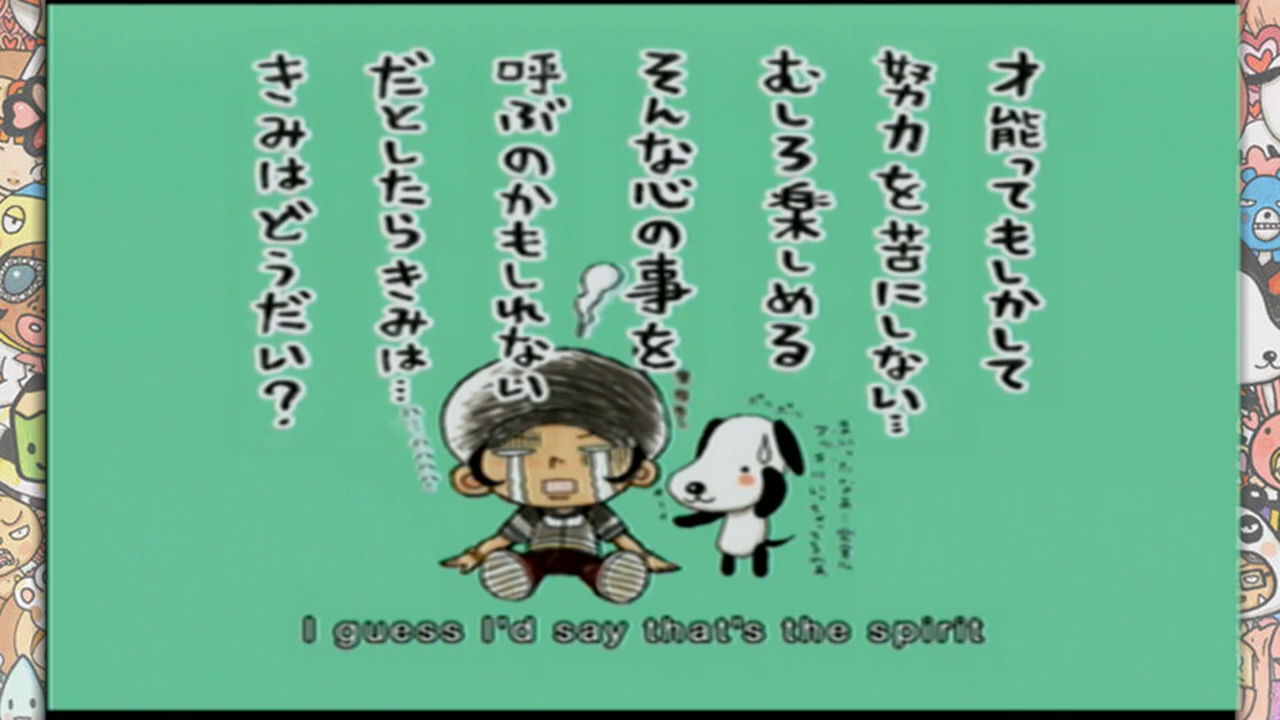 才能ってもしかして
努力を苦にしない…
むしろ楽しめる
そんな心の事を
呼ぶのかもしれない
だとしたらきみは…
きみはどうだい？
I guess I'd say that's the spirit